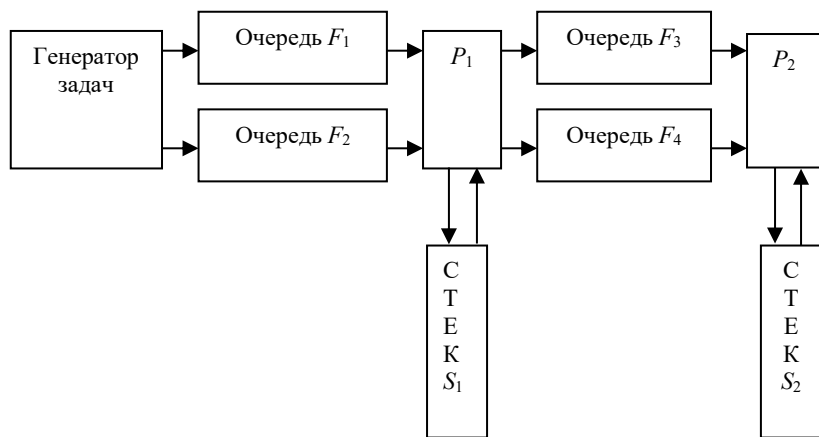 Генератор
задач
Очередь F₁
Очередь F₂
P₁
Очередь F₃
Очередь F₄
P₂
С
Т
Е
К
S₁
С
Т
Е
К
S₂